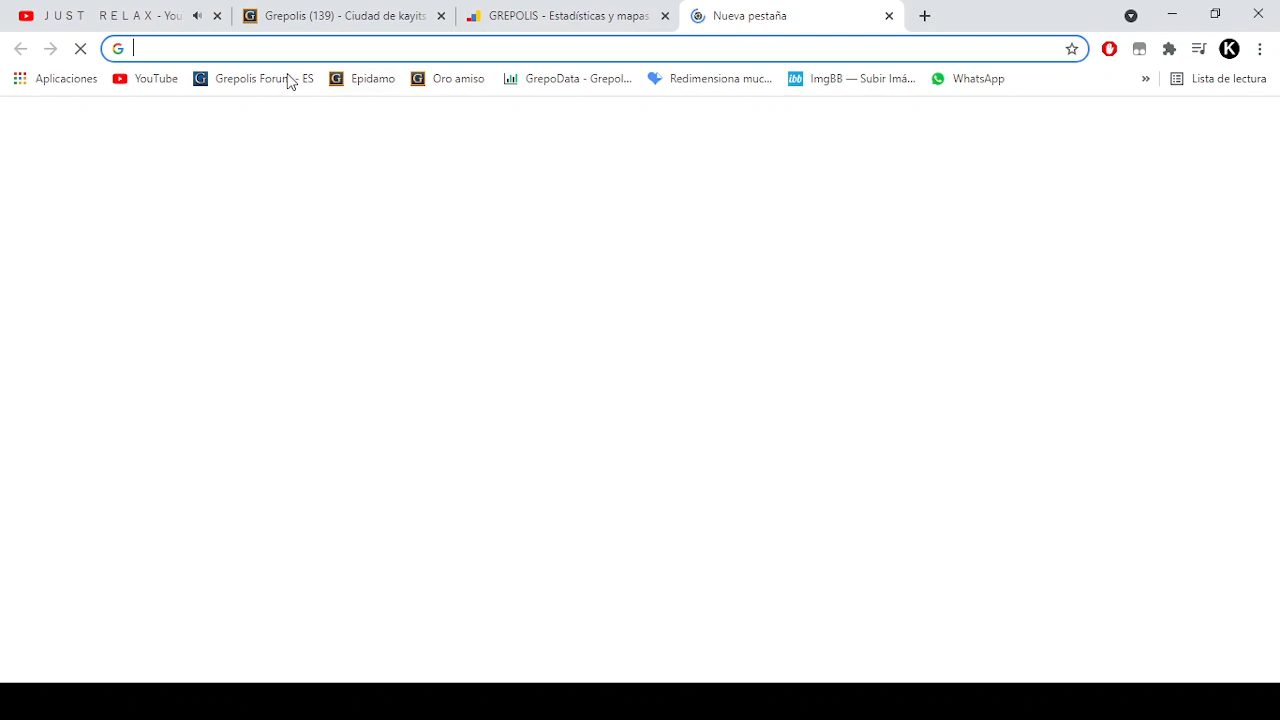 J U S T R E L A X - You
Grepolis (139) - Ciudad de kayits
GREPOLIS - Estadísticas y mapas
Nueva pestaña
K
Aplicaciones
YouTube
Grepolis Forum - ES
Epidamo
Oro amiso
GrepoData - Grepol...
Redimensiona muc...
ibb
ImgBB — Subir Imá...
WhatsApp
»
Lista de lectura